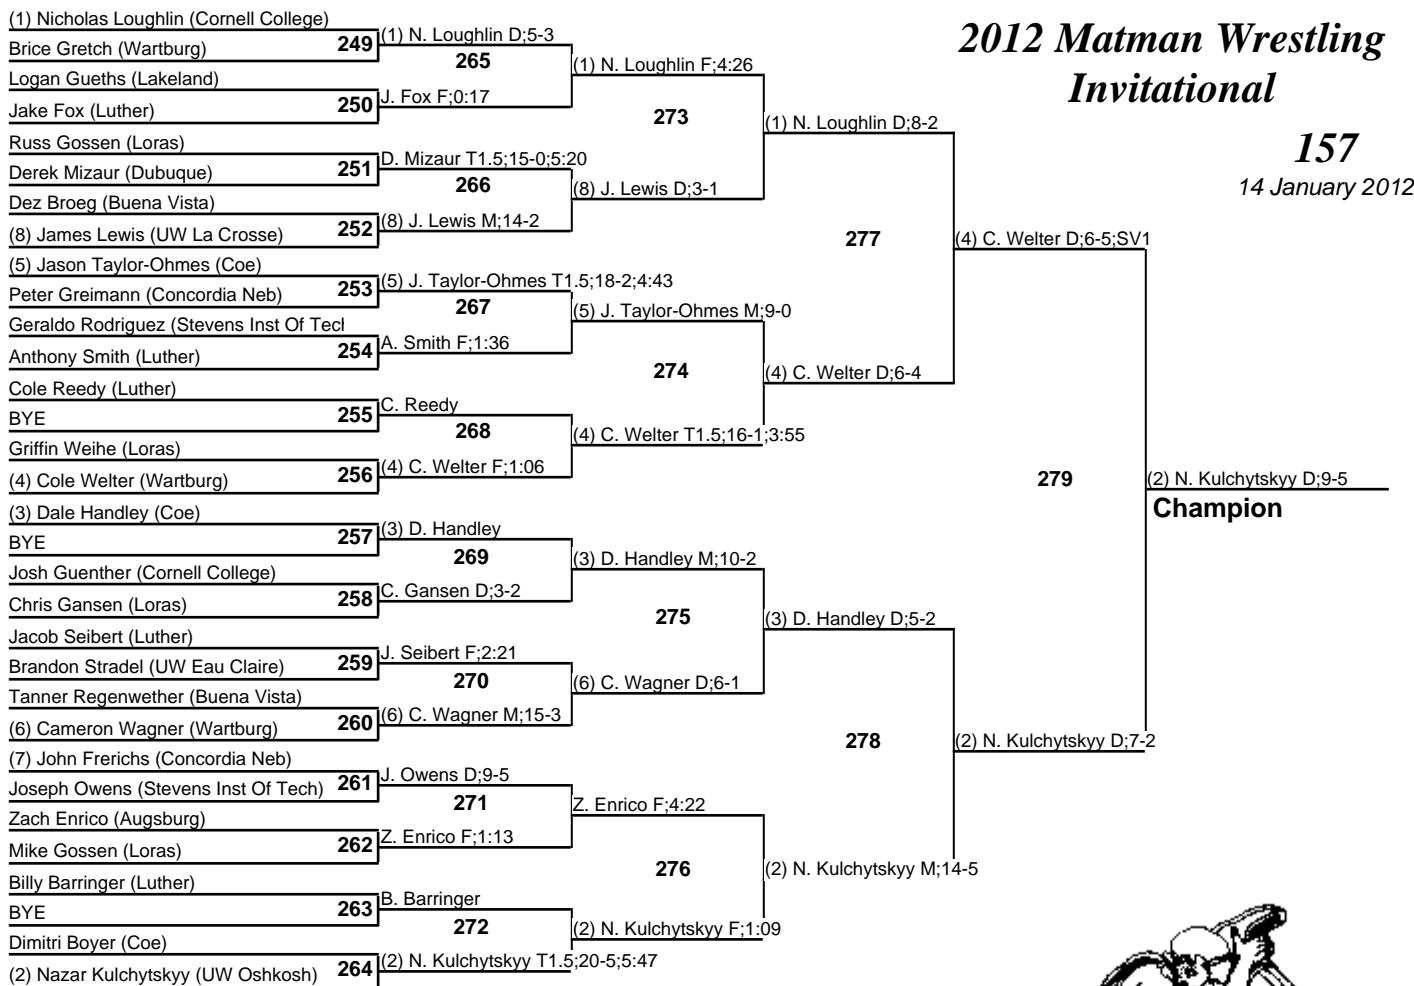 2012 Matman Wrestling
Invitational
157
14 January 2012
(1) Nicholas Loughlin (Cornell College)
Brice Gretch (Wartburg)
Logan Gueths (Lakeland)
Jake Fox (Luther)
Russ Gossen (Loras)
Derek Mizaur (Dubuque)
Dez Broeg (Buena Vista)
(8) James Lewis (UW La Crosse)
(5) Jason Taylor-Ohmes (Coe)
Peter Greimann (Concordia Neb)
Geraldo Rodriguez (Stevens Inst Of Tech
Anthony Smith (Luther)
Cole Reedy (Luther)
BYE
Griffin Weihe (Loras)
(4) Cole Welter (Wartburg)
(3) Dale Handley (Coe)
BYE
Josh Guenther (Cornell College)
Chris Gansen (Loras)
Jacob Seibert (Luther)
Brandon Stradel (UW Eau Claire)
Tanner Regenwether (Buena Vista)
(6) Cameron Wagner (Wartburg)
(7) John Frerichs (Concordia Neb)
Joseph Owens (Stevens Inst Of Tech)
Zach Enrico (Augsburg)
Mike Gossen (Loras)
Billy Barringer (Luther)
BYE
Dimitri Boyer (Coe)
(2) Nazar Kulchytskyy (UW Oshkosh)
249
250
251
252
253
254
255
256
257
258
259
260
261
262
263
264
(1) N. Loughlin D;5-3
265
J. Fox F;0:17
D. Mizaur T1.5;15-0;5:20
266
(8) J. Lewis M;14-2
(5) J. Taylor-Ohmes T1.5;18-2;4:43
267
A. Smith F;1:36
C. Reedy
268
(4) C. Welter F;1:06
(3) D. Handley
269
C. Gansen D;3-2
J. Seibert F;2:21
270
(6) C. Wagner M;15-3
J. Owens D;9-5
271
Z. Enrico F;1:13
B. Barringer
272
(2) N. Kulchytskyy T1.5;20-5;5:47
(1) N. Loughlin F;4:26
273
(8) J. Lewis D;3-1
(5) J. Taylor-Ohmes M;9-0
274
(4) C. Welter T1.5;16-1;3:55
(3) D. Handley M;10-2
275
(6) C. Wagner D;6-1
Z. Enrico F;4:22
276
(2) N. Kulchytskyy F;1:09
(1) N. Loughlin D;8-2
277
(4) C. Welter D;6-4
(3) D. Handley D;5-2
278
(2) N. Kulchytskyy M;14-5
(4) C. Welter D;6-5;SV1
279
(2) N. Kulchytskyy D;7-2
(2) N. Kulchytskyy D;9-5
Champion